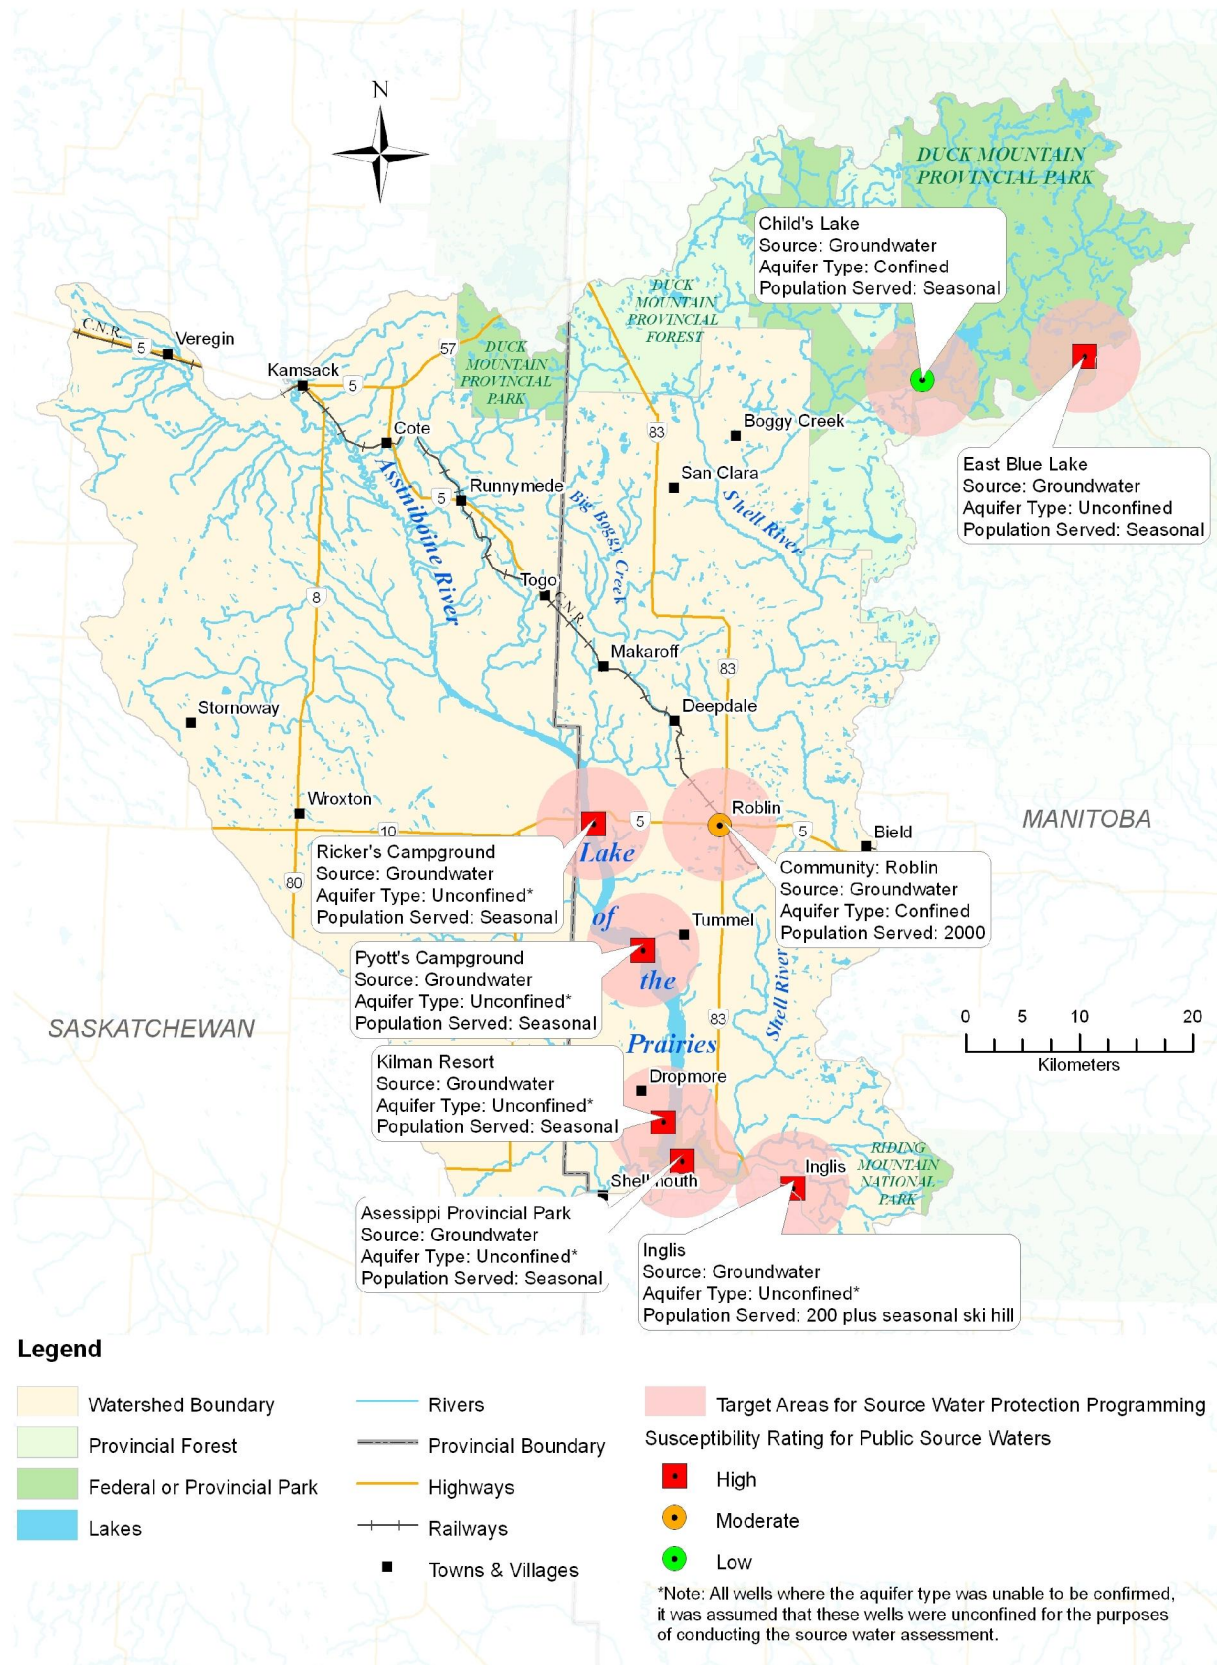 N
DUCK MOUNTAIN
PROVINCIAL PARK
Child's Lake
Source: Groundwater
Aquifer Type: Confined
Population Served: Seasonal
DUCK
MOUNTAIN
PROVINCIAL
FOREST
C.N.R.
5
Veregin
57
DUCK
MOUNTAIN
PROVINCIAL
PARK
Kamsack
5
Cote
83
Boggy Creek
East Blue Lake
Source: Groundwater
Aquifer Type: Unconfined
Population Served: Seasonal
San Clara
Runnymede
5
Assiniboine River
Big Boggy Creek
Shell River
Togo
C.N.R.
8
Makaroff
83
Deepdale
Stornoway
Wroxton
10
5
Roblin
5
Bield
MANITOBA
Ricker's Campground
Source: Groundwater
Aquifer Type: Unconfined*
Population Served: Seasonal
80
Lake
of
the
Prairies
Community: Roblin
Source: Groundwater
Aquifer Type: Confined
Population Served: 2000
Tummel
Pyott's Campground
Source: Groundwater
Aquifer Type: Unconfined*
Population Served: Seasonal
Shell River
SASKATCHEWAN
83
0 5 10 20
Kilometers
Kilman Resort
Source: Groundwater
Aquifer Type: Unconfined*
Population Served: Seasonal
Dropmore
RIDING
MOUNTAIN
NATIONAL
PARK
Inglis
Shellmouth
Asessippi Provincial Park
Source: Groundwater
Aquifer Type: Unconfined*
Population Served: Seasonal
Inglis
Source: Groundwater
Aquifer Type: Unconfined*
Population Served: 200 plus seasonal ski hill
Legend
Watershed Boundary
Provincial Forest
Federal or Provincial Park
Lakes
Rivers
Provincial Boundary
Highways
Railways
Towns & Villages
Target Areas for Source Water Protection Programming
Susceptibility Rating for Public Source Waters
High
Moderate
Low
*Note: All wells where the aquifer type was unable to be confirmed,
it was assumed that these wells were unconfined for the purposes
of conducting the source water assessment.